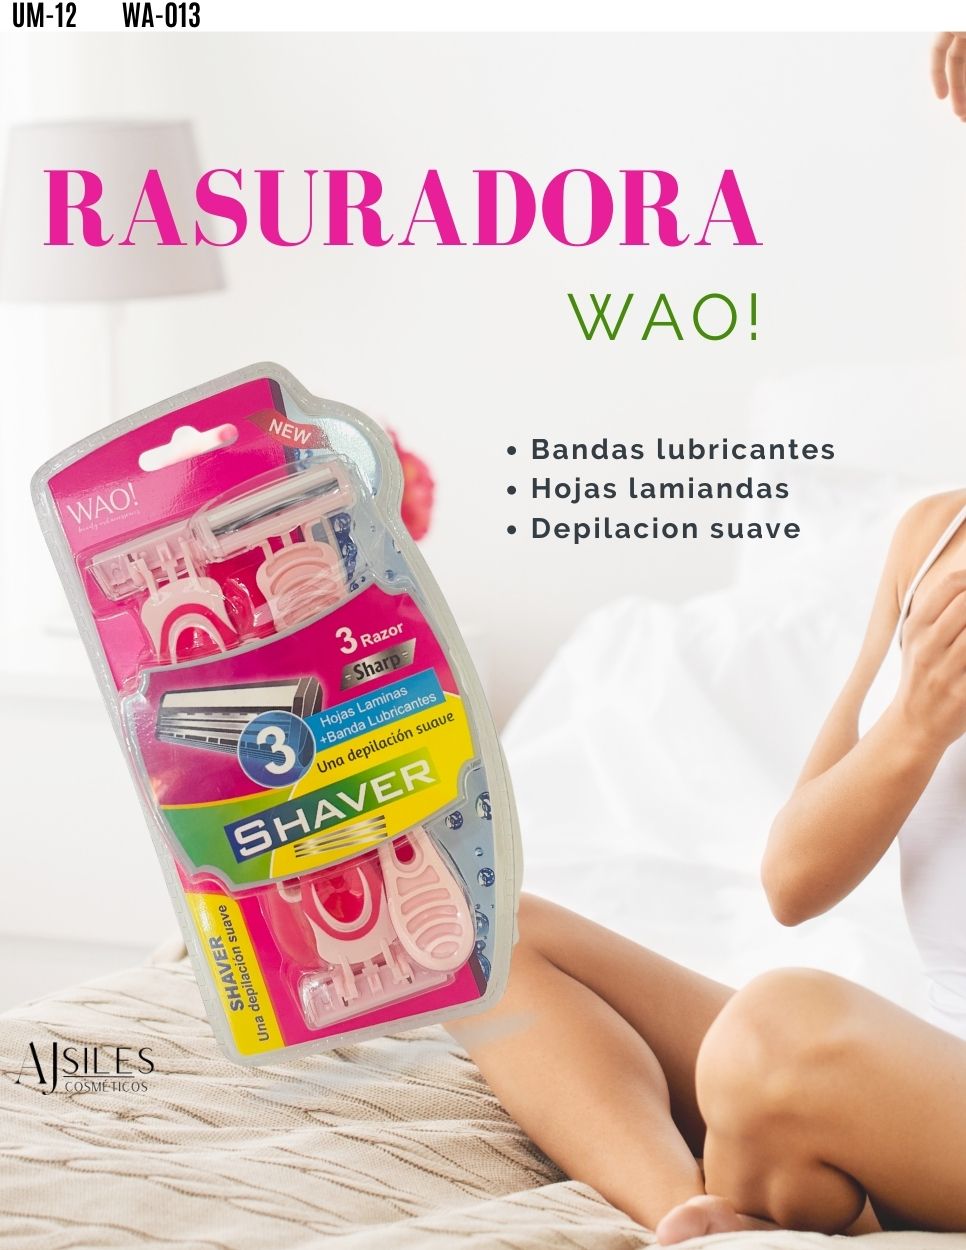 UM-12 WA-013
RASURADORA
WAO!
• Bandas lubricantes
• Hojas lamiandas
• Depilacion suave
NEW
WAO!
3 Razor
Sharp
3
Hojas Laminas
+Banda Lubricantes
Una depilación suave
SHAVER
SHAVER
Una depilación suave
AJSILES
COSMÉTICOS